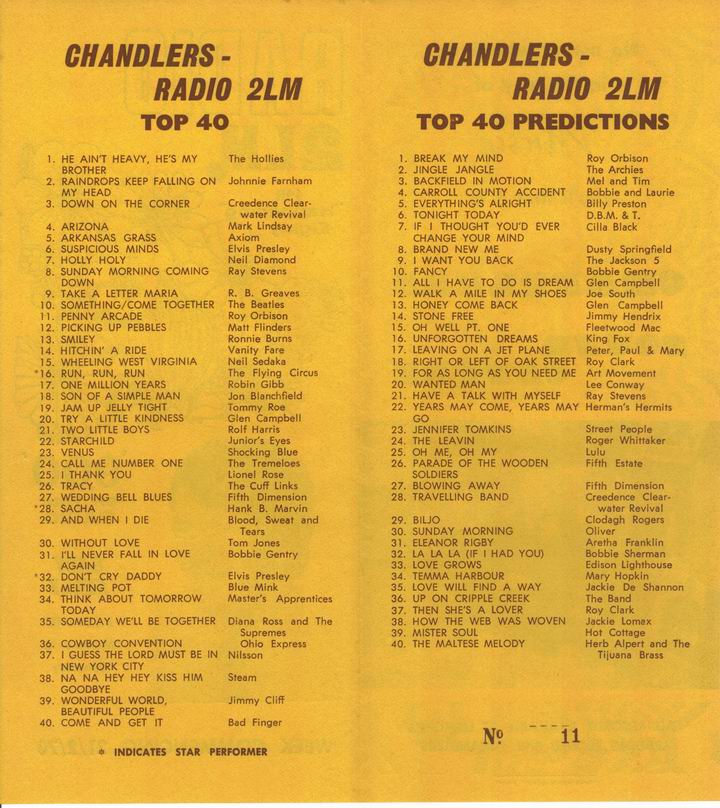 CHANDLERS -
RADIO 2LM
TOP 40
1. HE AIN'T HEAVY, HE'S MY The Hollies
BROTHER
2. RAINDROPS KEEP FALLING ON Johnnie Farnham
MY HEAD
3. DOWN ON THE CORNER Creedence Clear-
water Revival
4. ARIZONA Mark Lindsay
5. ARKANSAS GRASS Axiom
6. SUSPICIOUS MINDS Elvis Presley
7. HOLLY HOLY Neil Diamond
8. SUNDAY MORNING COMING Ray Stevens
DOWN
9. TAKE A LETTER MARIA R. B. Greaves
10. SOMETHING/COME TOGETHER The Beatles
11. PENNY ARCADE Roy Orbison
12. PICKING UP PEBBLES Matt Flinders
13. SMILEY Ronnie Burns
14. HITCHIN' A RIDE Vanity Fare
15. WHEELING WEST VIRGINIA Neil Sedaka
*16. RUN, RUN, RUN The Flying Circus
17. ONE MILLION YEARS Robin Gibb
18. SON OF A SIMPLE MAN Jon Blanchfield
19. JAM UP JELLY TIGHT Tommy Roe
20. TRY A LITTLE KINDNESS Glen Campbell
21. TWO LITTLE BOYS Rolf Harris
22. STARCHILD Junior's Eyes
23. VENUS Shocking Blue
24. CALL ME NUMBER ONE The Tremeloes
25. I THANK YOU Lionel Rose
26. TRACY The Cuff Links
27. WEDDING BELL BLUES Fifth Dimension
*28. SACHA Hank B. Marvin
29. AND WHEN I DIE Blood, Sweat and
Tears
30. WITHOUT LOVE Tom Jones
31. I'LL NEVER FALL IN LOVE Bobbie Gentry
AGAIN
*32. DON'T CRY DADDY Elvis Presley
33. MELTING POT Blue Mink
34. THINK ABOUT TOMORROW Master's Apprentices
TODAY
35. SOMEDAY WE'LL BE TOGETHER Diana Ross and The
Supremes
36. COWBOY CONVENTION Ohio Express
37. I GUESS THE LORD MUST BE IN Nilsson
NEW YORK CITY
38. NA NA HEY HEY KISS HIM Steam
GOODBYE
39. WONDERFUL WORLD, Jimmy Cliff
BEAUTIFUL PEOPLE
40. COME AND GET IT Bad Finger
* INDICATES STAR PERFORMER
CHANDLERS -
RADIO 2LM
TOP 40 PREDICTIONS
1. BREAK MY MIND Roy Orbison
2. JINGLE JANGLE The Archies
3. BACKFIELD IN MOTION Mel and Tim
4. CARROLL COUNTY ACCIDENT Bobbie and Laurie
5. EVERYTHING'S ALRIGHT Billy Preston
6. TONIGHT TODAY D.B.M. & T.
7. IF I THOUGHT YOU'D EVER Cilla Black
CHANGE YOUR MIND
8. BRAND NEW ME Dusty Springfield
9. I WANT YOU BACK The Jackson 5
10. FANCY Bobbie Gentry
11. ALL I HAVE TO DO IS DREAM Glen Campbell
12. WALK A MILE IN MY SHOES Joe South
13. HONEY COME BACK Glen Campbell
14. STONE FREE Jimmy Hendrix
15. OH WELL PT. ONE Fleetwood Mac
16. UNFORGOTTEN DREAMS King Fox
17. LEAVING ON A JET PLANE Peter, Paul & Mary
18. RIGHT OR LEFT OF OAK STREET Roy Clark
19. FOR AS LONG AS YOU NEED ME Art Movement
20. WANTED MAN Lee Conway
21. HAVE A TALK WITH MYSELF Ray Stevens
22. YEARS MAY COME, YEARS MAY Herman's Hermits
GO
23. JENNIFER TOMKINS Street People
24. THE LEAVIN Roger Whittaker
25. OH ME, OH MY Lulu
26. PARADE OF THE WOODEN Fifth Estate
SOLDIERS
27. BLOWING AWAY Fifth Dimension
28. TRAVELLING BAND Creedence Clear-
water Revival
29. BILJO Clodagh Rogers
30. SUNDAY MORNING Oliver
31. ELEANOR RIGBY Aretha Franklin
32. LA LA LA (IF I HAD YOU) Bobbie Sherman
33. LOVE GROWS Edison Lighthouse
34. TEMMA HARBOUR Mary Hopkin
35. LOVE WILL FIND A WAY Jackie De Shannon
36. UP ON CRIPPLE CREEK The Band
37. THEN SHE'S A LOVER Roy Clark
38. HOW THE WEB WAS WOVEN Jackie Lomax
39. MISTER SOUL Hot Cottage
40. THE MALTESE MELODY Herb Alpert and The
Tijuana Brass
No. 11